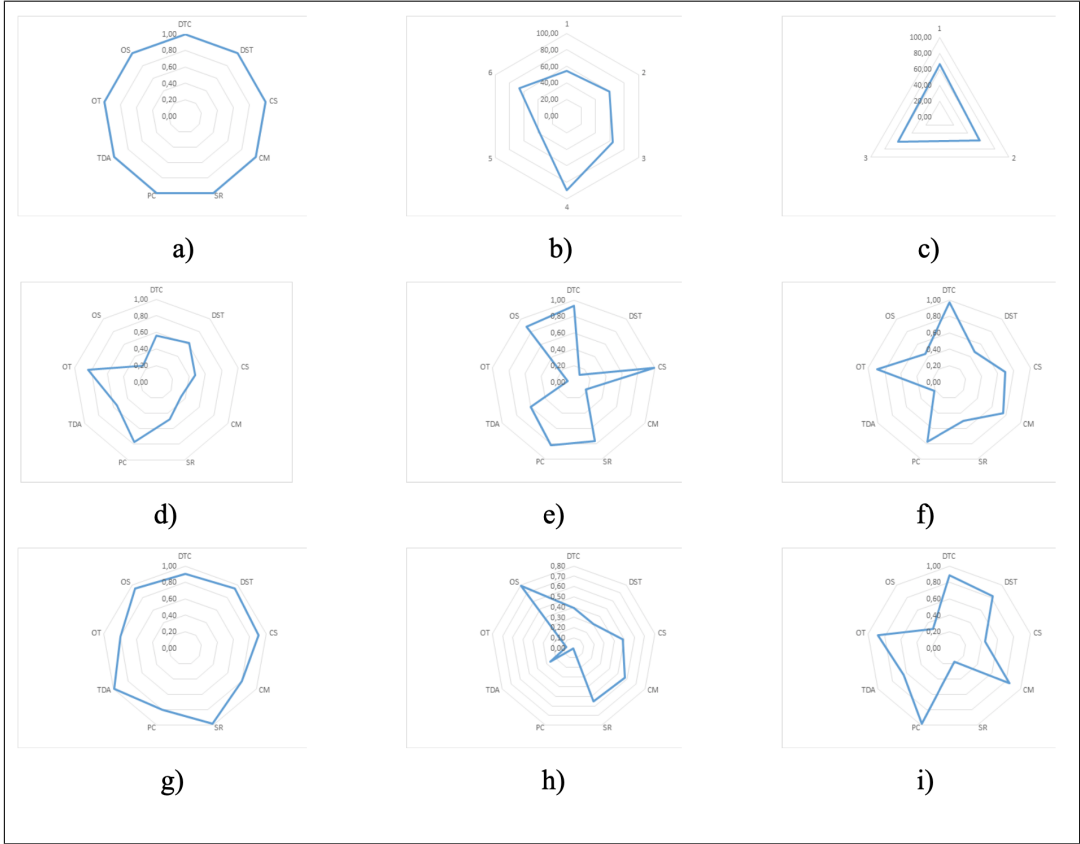 DTC
1,00
OS
DST
0,80
0,60
0,40
OT
CS
0,20
0,00
TDA
CM
PC
SR
a)
1
100,00
80,00
6
2
60,00
40,00
20,00
0,00
5
3
4
b)
1
100,00
80,00
60,00
40,00
20,00
0,00
3
2
c)
DTC
1,00
OS
DST
0,80
0,60
0,40
OT
CS
0,20
0,00
TDA
CM
PC
SR
d)
DTC
1,00
OS
DST
0,80
0,60
0,40
OT
CS
0,20
0,00
TDA
CM
PC
SR
e)
DTC
1,00
OS
DST
0,80
0,60
0,40
OT
CS
0,20
0,00
TDA
CM
PC
SR
f)
DTC
1,00
OS
DST
0,80
0,60
0,40
OT
CS
0,20
0,00
TDA
CM
PC
SR
g)
DTC
0,80
OS
DST
0,70
0,60
0,50
0,40
0,30
OT
CS
0,20
0,10
0,00
TDA
CM
PC
SR
h)
DTC
1,00
OS
DST
0,80
0,60
0,40
OT
CS
0,20
0,00
TDA
CM
PC
SR
i)